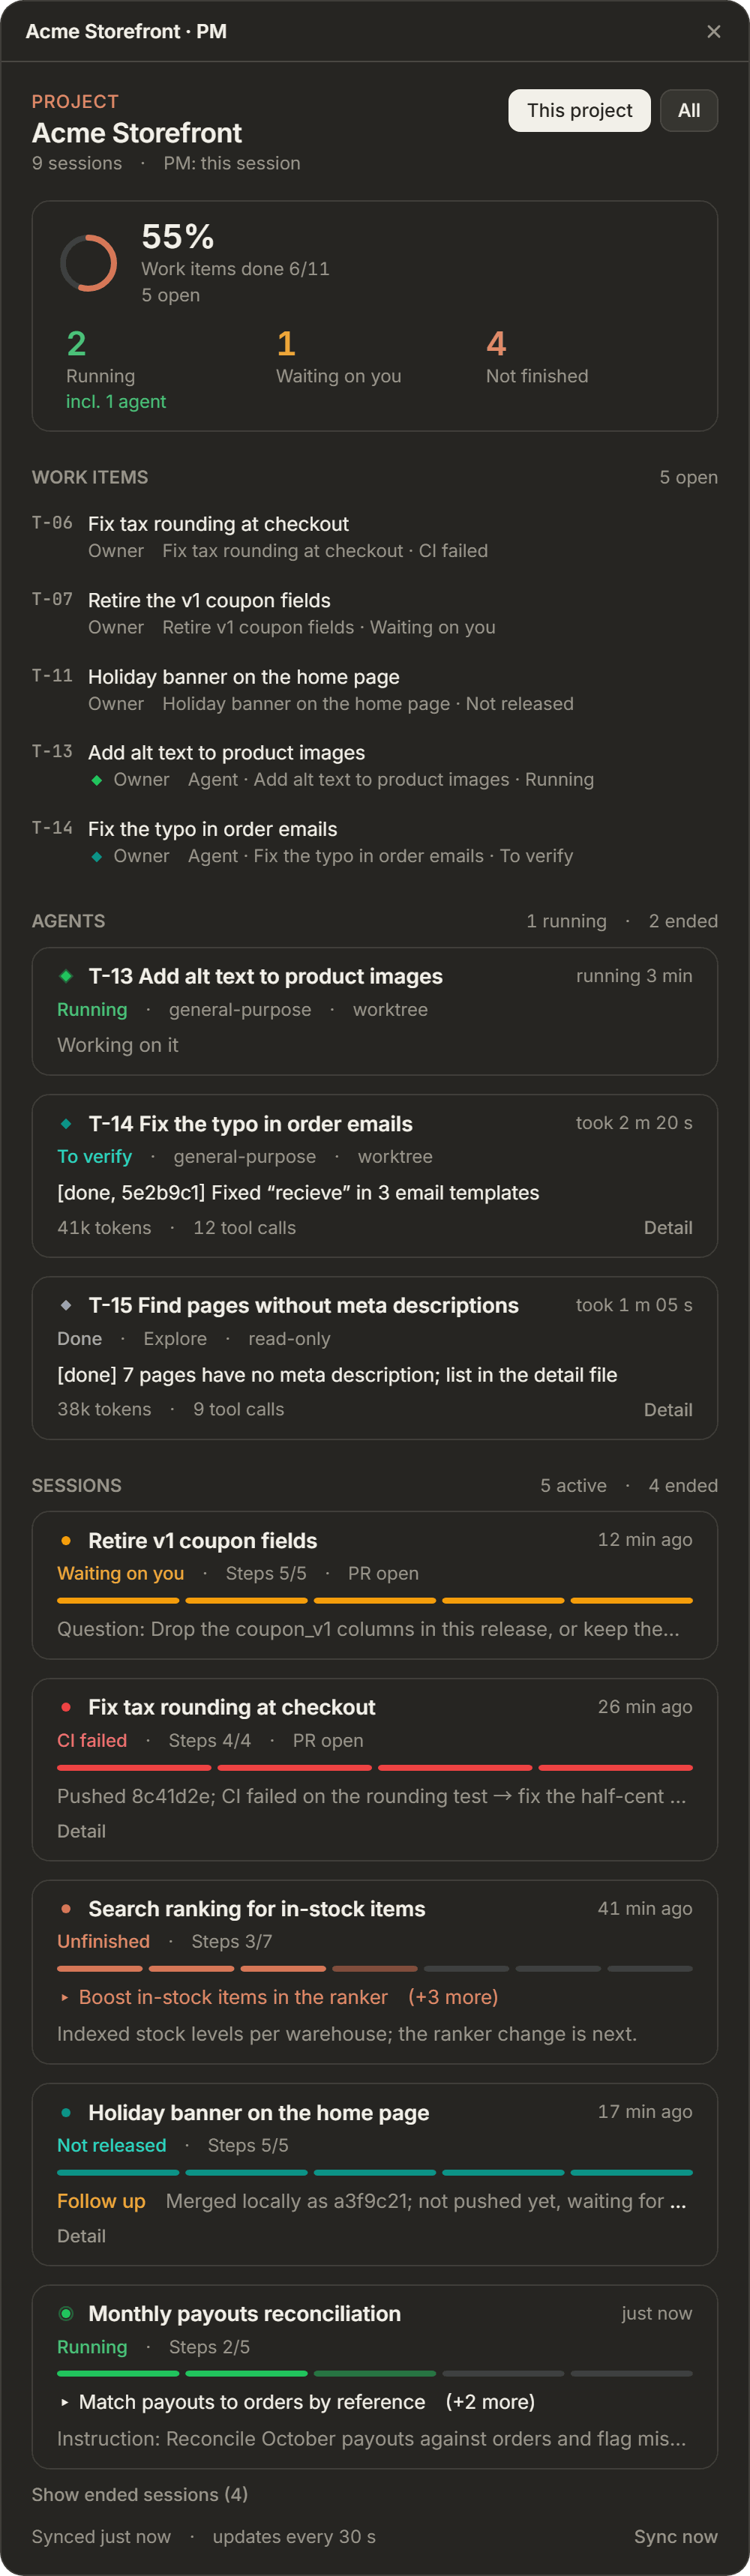 Acme Storefront · PM ×
PROJECT
Acme Storefront
9 sessions · PM: this session
This project
All
55%
Work items done 6/11
5 open
2
Running
incl. 1 agent
1
Waiting on you
4
Not finished
WORK ITEMS 5 open
T-06 Fix tax rounding at checkout
Owner Fix tax rounding at checkout · CI failed
T-07 Retire the v1 coupon fields
Owner Retire v1 coupon fields · Waiting on you
T-11 Holiday banner on the home page
Owner Holiday banner on the home page · Not released
T-13 Add alt text to product images
Owner Agent · Add alt text to product images · Running
T-14 Fix the typo in order emails
Owner Agent · Fix the typo in order emails · To verify
AGENTS 1 running · 2 ended
T-13 Add alt text to product images running 3 min
Running · general-purpose · worktree
Working on it
T-14 Fix the typo in order emails took 2 m 20 s
To verify · general-purpose · worktree
[done, 5e2b9c1] Fixed “recieve” in 3 email templates
41k tokens · 12 tool calls Detail
T-15 Find pages without meta descriptions took 1 m 05 s
Done · Explore · read-only
[done] 7 pages have no meta description; list in the detail file
38k tokens · 9 tool calls Detail
SESSIONS 5 active · 4 ended
Retire v1 coupon fields 12 min ago
Waiting on you · Steps 5/5 · PR open
Question: Drop the coupon_v1 columns in this release, or keep the...
Fix tax rounding at checkout 26 min ago
CI failed · Steps 4/4 · PR open
Pushed 8c41d2e; CI failed on the rounding test → fix the half-cent ...
Detail
Search ranking for in-stock items 41 min ago
Unfinished · Steps 3/7
▸ Boost in-stock items in the ranker (+3 more)
Indexed stock levels per warehouse; the ranker change is next.
Holiday banner on the home page 17 min ago
Not released · Steps 5/5
Follow up Merged locally as a3f9c21; not pushed yet, waiting for ...
Detail
Monthly payouts reconciliation just now
Running · Steps 2/5
▸ Match payouts to orders by reference (+2 more)
Instruction: Reconcile October payouts against orders and flag mis...
Show ended sessions (4)
Synced just now · updates every 30 s Sync now